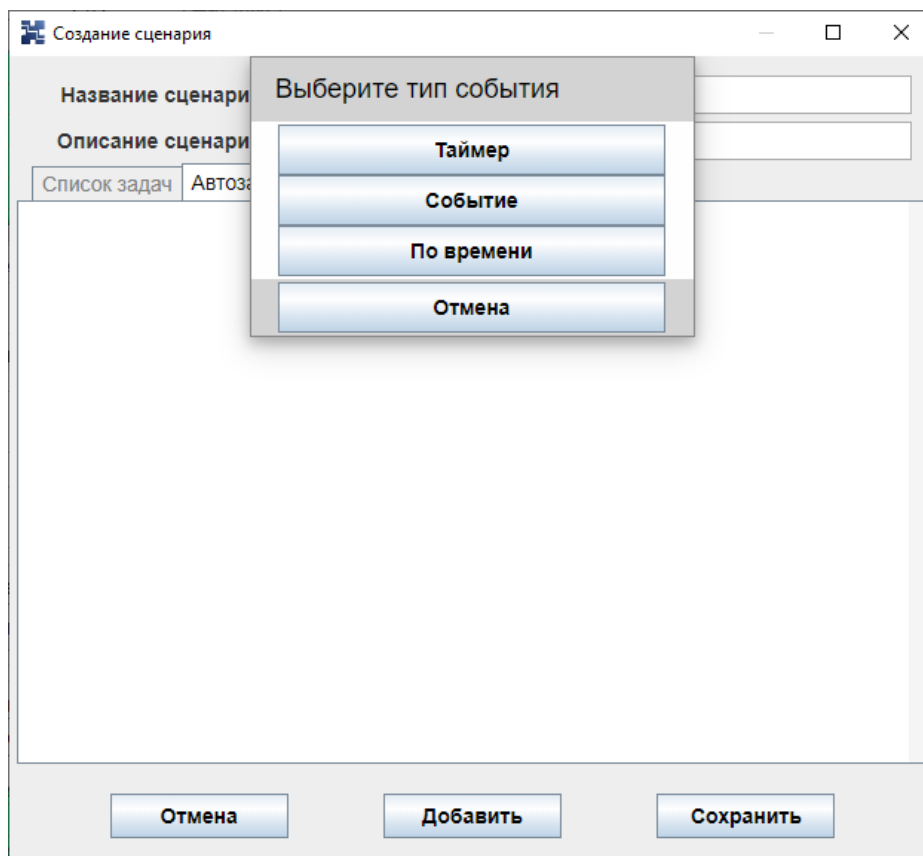 Создание сценария
Выберите тип события
Название сценари
Описание сценари
Таймер
Список задач Автоза
Событие
По времени
Отмена
Отмена Добавить Сохранить